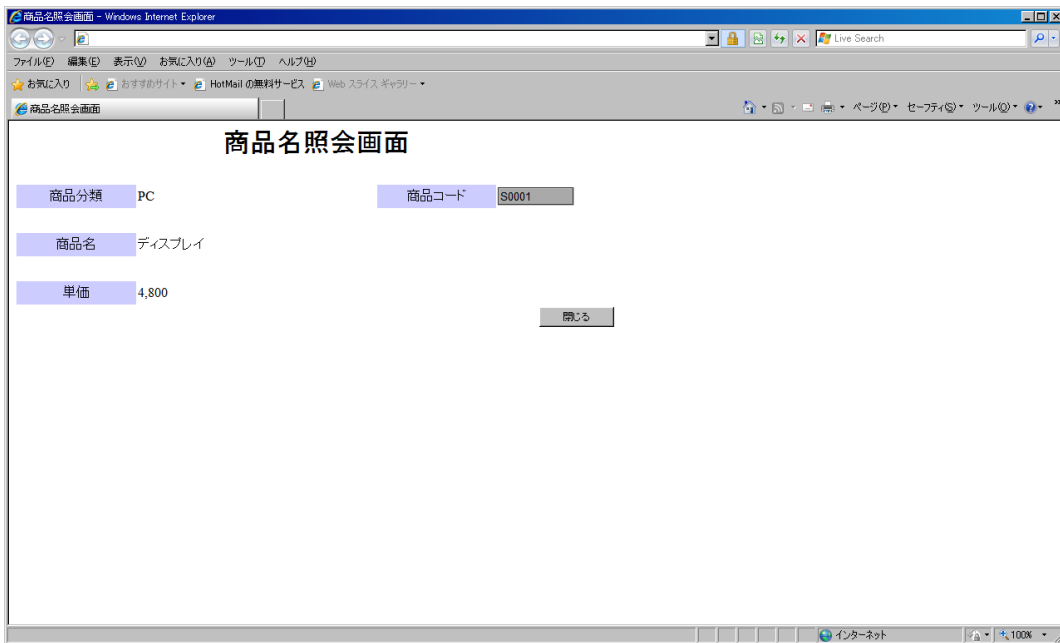 商品名照会画面 - Windows Internet Explorer
Live Search
ファイル(F) 編集(E) 表示(V) お気に入り(A) ツール(T) ヘルプ(H)
お気に入り おすすめサイト HotMail の無料サービス Web スライス ギャラリー
商品名照会画面 ページ(P) セーフティ(S) ツール(O)
商品名照会画面
商品分類 PC 商品コード S0001
商品名 ディスプレイ
単価 4,800
閉じる
インターネット 100%